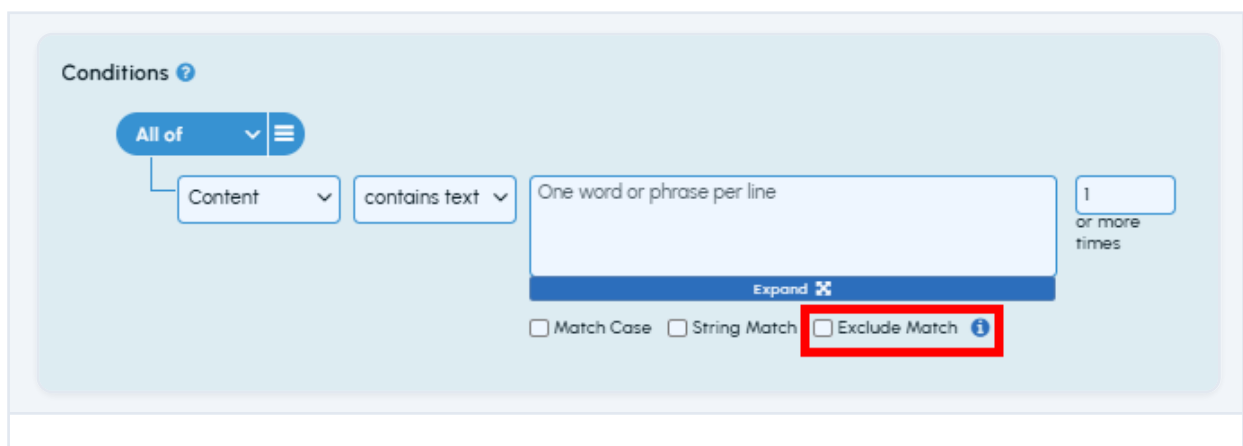 Conditions
All of
Content
contains text
One word or phrase per line
1
or more
times
Expand
Match Case
String Match
Exclude Match